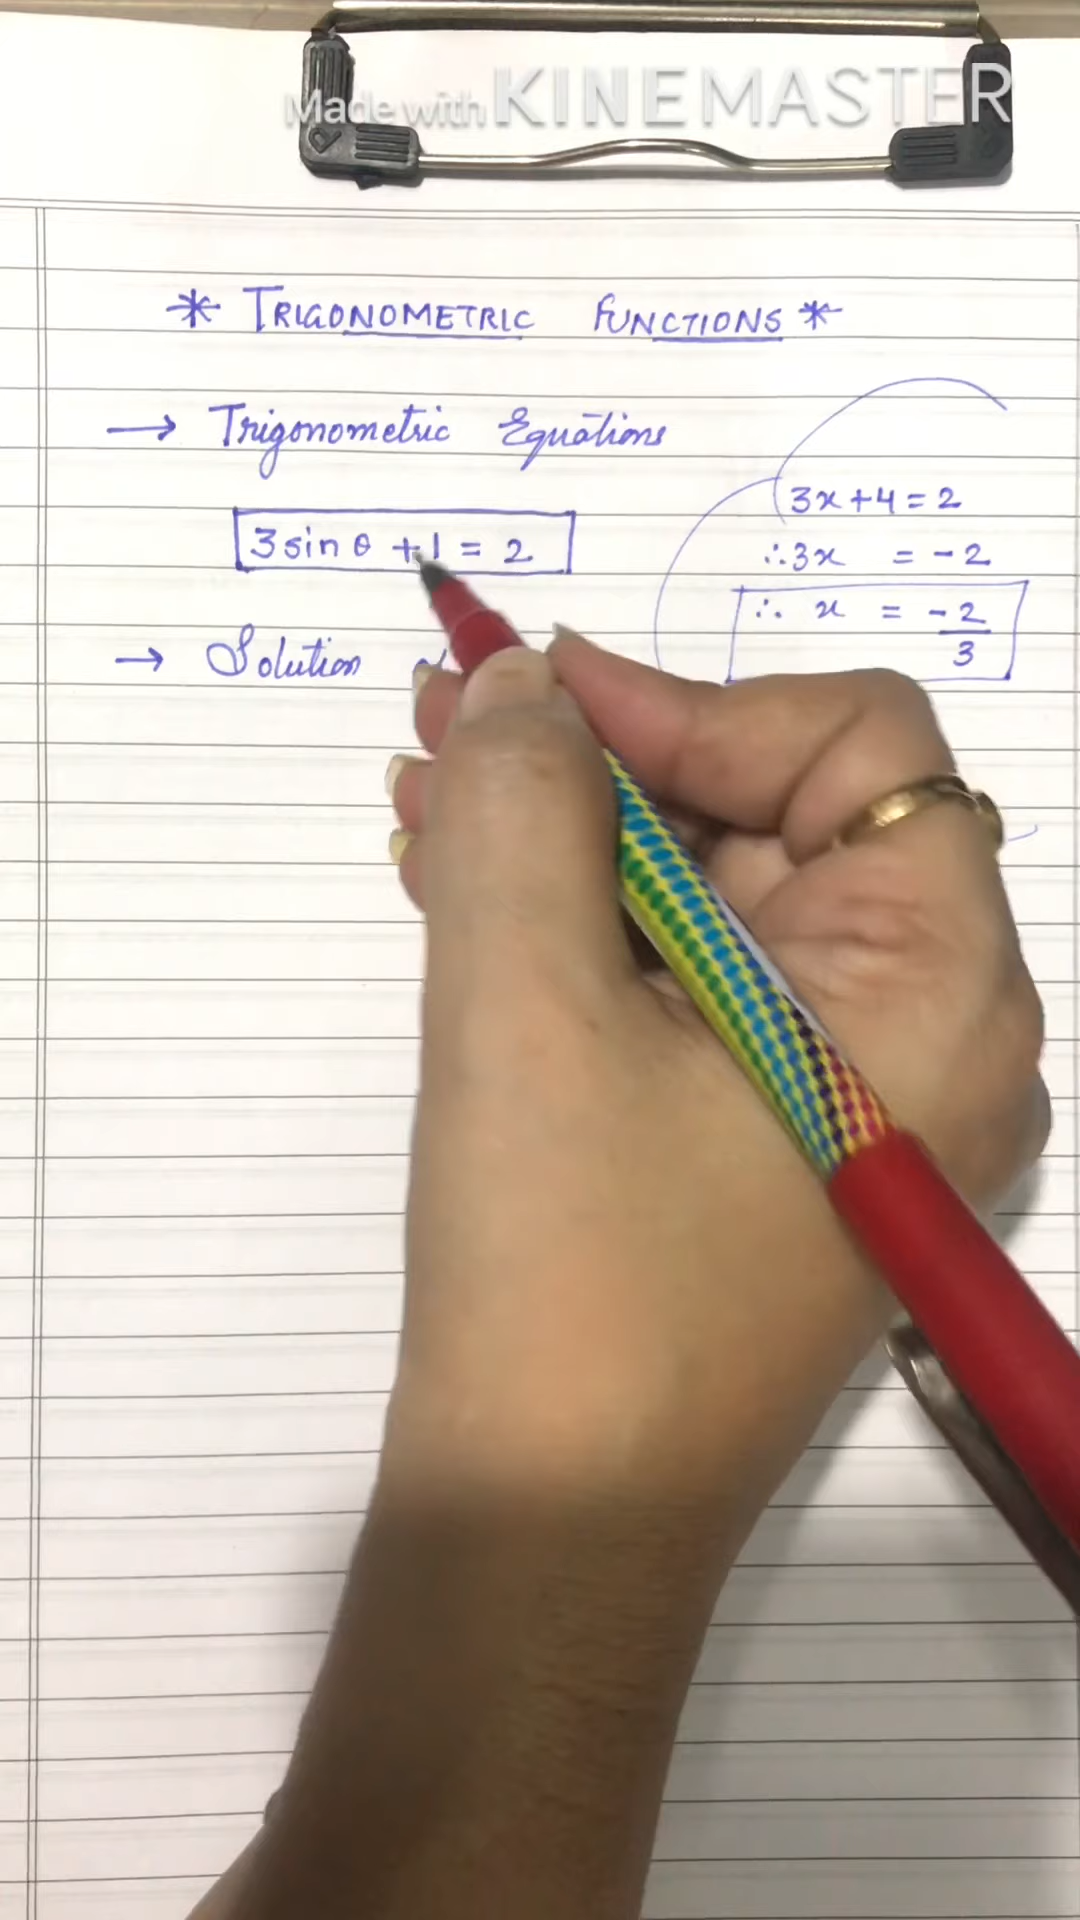 Made with KINEMASTER
* TRIGONOMETRIC FUNCTIONS *
→ Trigonometric Equations
3 sin θ + 1 = 2
→ Solution
3x + 4 = 2
∴ 3x = -2
∴ x = -2/3